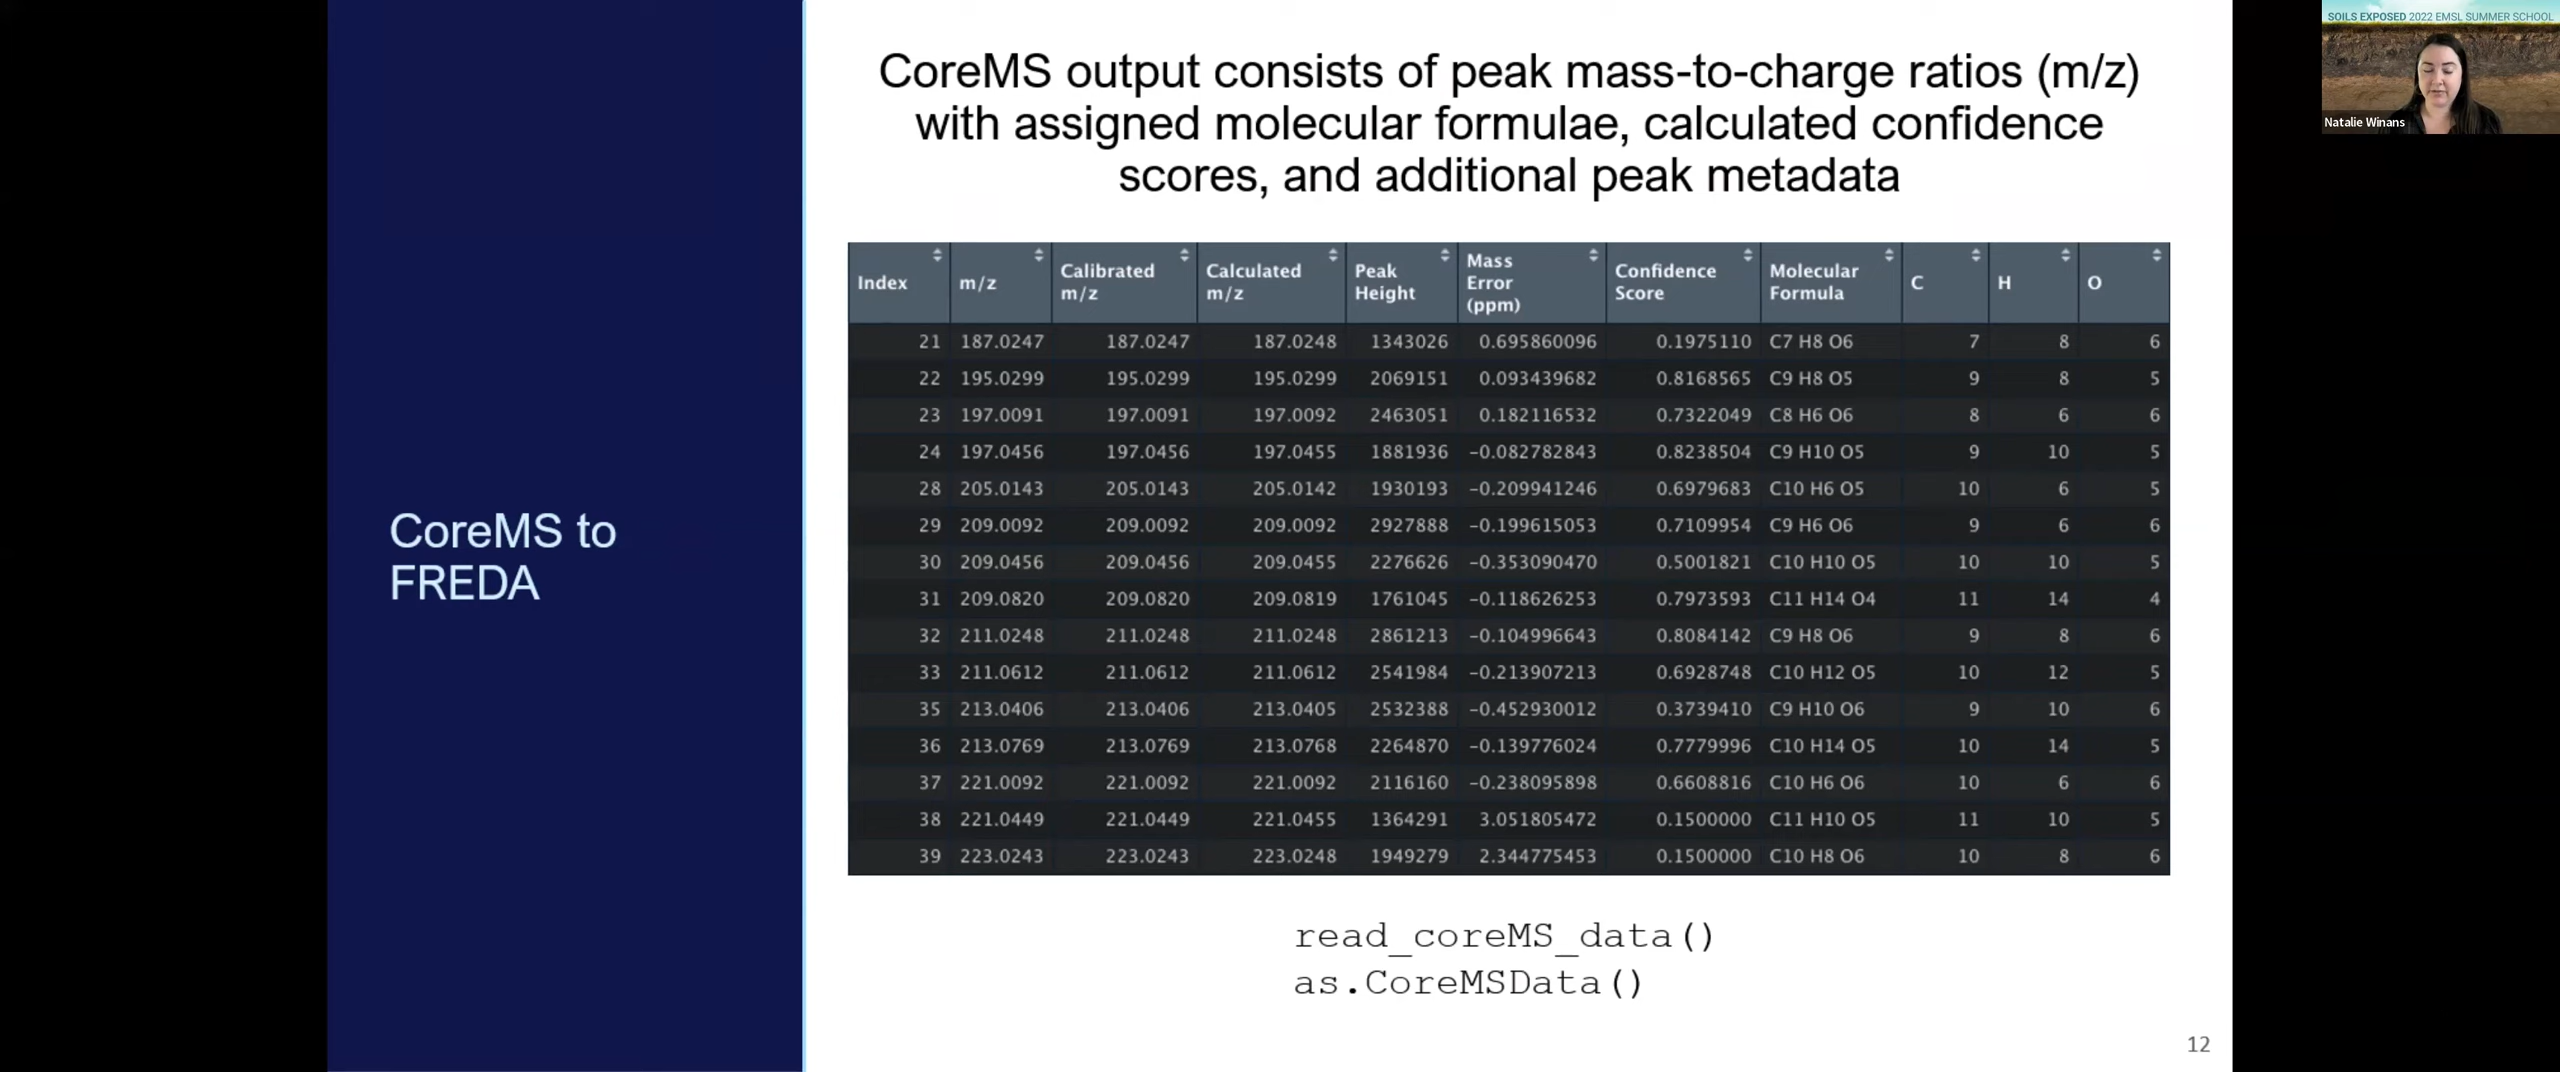 SOILS EXPOSED 2022 EMSL SUMMER SCHOOL
Natalie Winans
CoreMS to
FREDA
CoreMS output consists of peak mass-to-charge ratios (m/z)
with assigned molecular formulae, calculated confidence
scores, and additional peak metadata
Index m/z Calibrated m/z Calculated m/z Peak Height Mass Error (ppm) Confidence Score Molecular Formula C H O
21 187.0247 187.0247 187.0248 1343026 0.695860096 0.1975110 C7 H8 O6 7 8 6
22 195.0299 195.0299 195.0299 2069151 0.093439682 0.8168565 C9 H8 O5 9 8 5
23 197.0091 197.0091 197.0092 2463051 0.182116532 0.7322049 C8 H6 O6 8 6 6
24 197.0456 197.0456 197.0455 1881936 -0.082782843 0.8238504 C9 H10 O5 9 10 5
28 205.0143 205.0143 205.0142 1930193 -0.209941246 0.6979683 C10 H6 O5 10 6 5
29 209.0092 209.0092 209.0092 2927888 -0.199615053 0.7109954 C9 H6 O6 9 6 6
30 209.0456 209.0456 209.0455 2276626 -0.353090470 0.5001821 C10 H10 O5 10 10 5
31 209.0820 209.0820 209.0819 1761045 -0.118626253 0.7973593 C11 H14 O4 11 14 4
32 211.0248 211.0248 211.0248 2861213 -0.104996643 0.8084142 C9 H8 O6 9 8 6
33 211.0612 211.0612 211.0612 2541984 -0.213907213 0.6928748 C10 H12 O5 10 12 5
35 213.0406 213.0406 213.0405 2532388 -0.452930012 0.3739410 C9 H10 O6 9 10 6
36 213.0769 213.0769 213.0768 2264870 -0.139776024 0.7779996 C10 H14 O5 10 14 5
37 221.0092 221.0092 221.0092 2116160 -0.238095898 0.6608816 C10 H6 O6 10 6 6
38 221.0449 221.0449 221.0455 1364291 3.051805472 0.1500000 C11 H10 O5 11 10 5
39 223.0243 223.0243 223.0248 1949279 2.344775453 0.1500000 C10 H8 O6 10 8 6
read_coreMS_data()
as.CoreMSData()
12